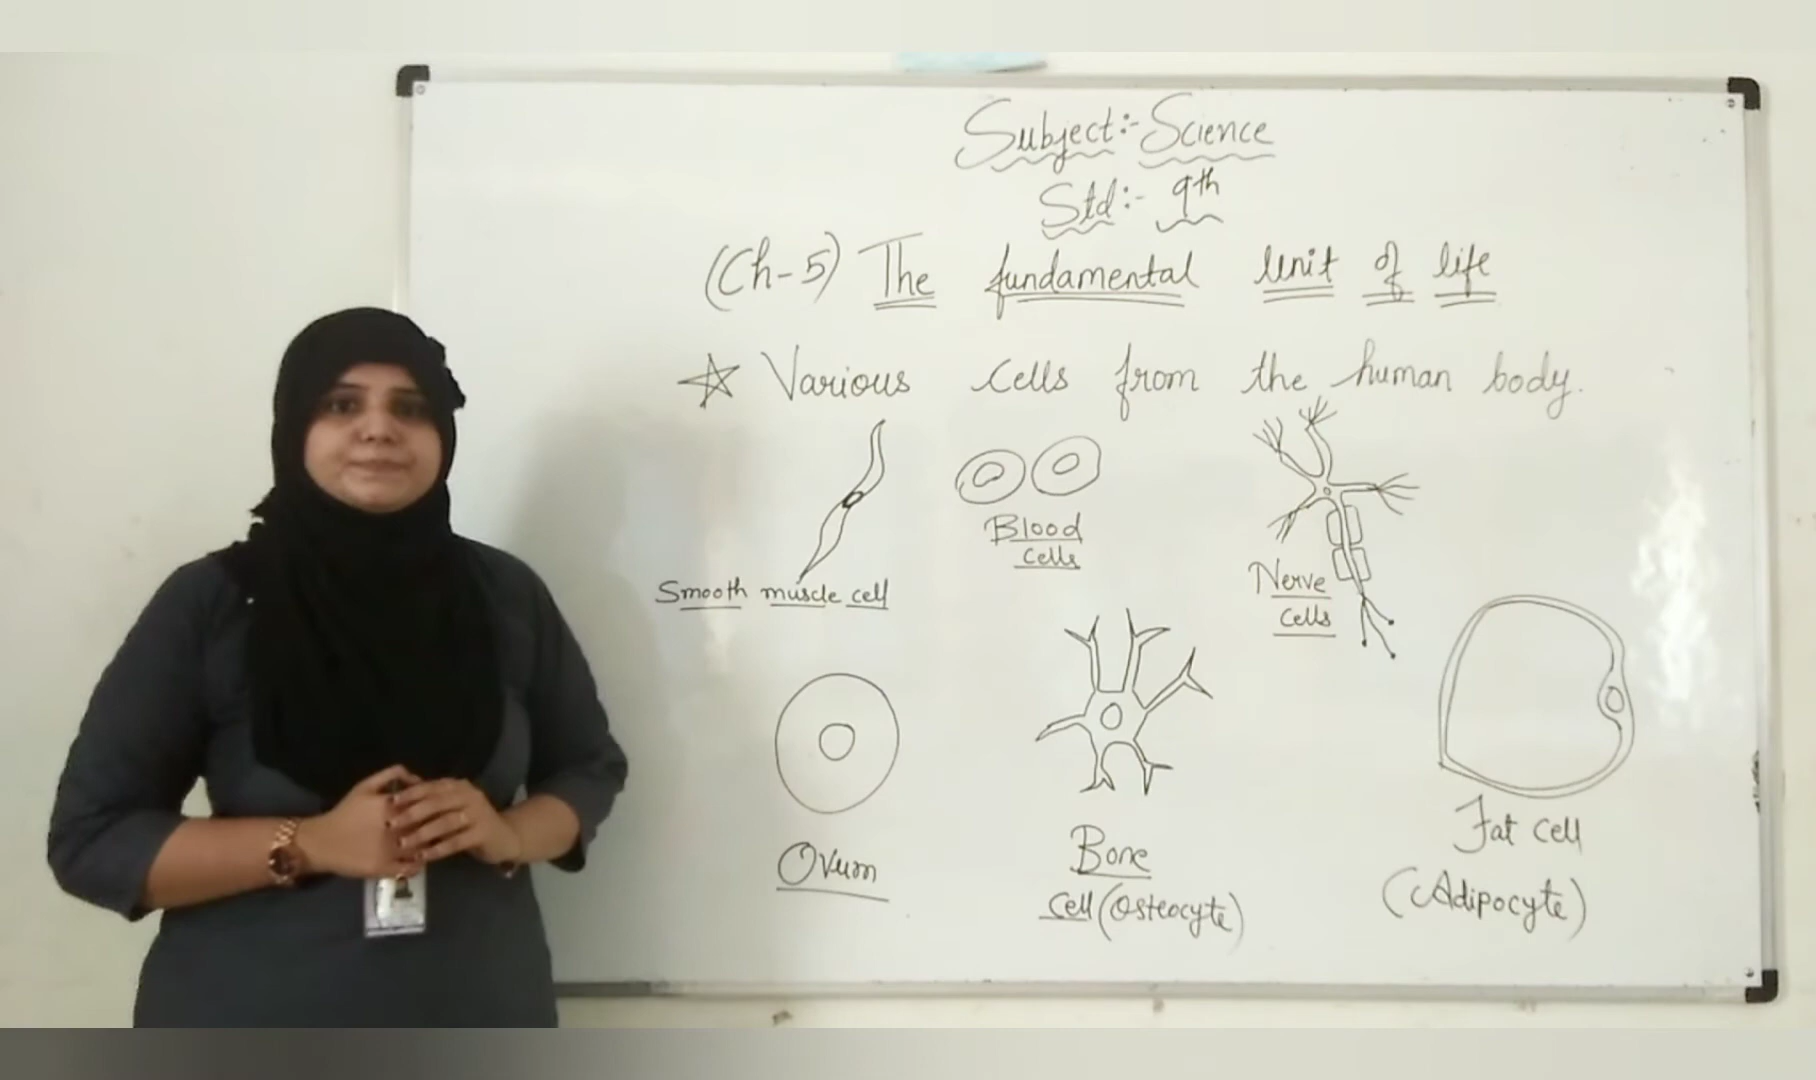 Subject:- Science
Std:- 9th
(Ch-5) The fundamental unit of life
☆ Various cells from the human body.
Smooth muscle cell
Blood
cells
Nerve
cells
Ovum
Bone
cell (Osteocyte)
Fat cell
(Adipocyte)